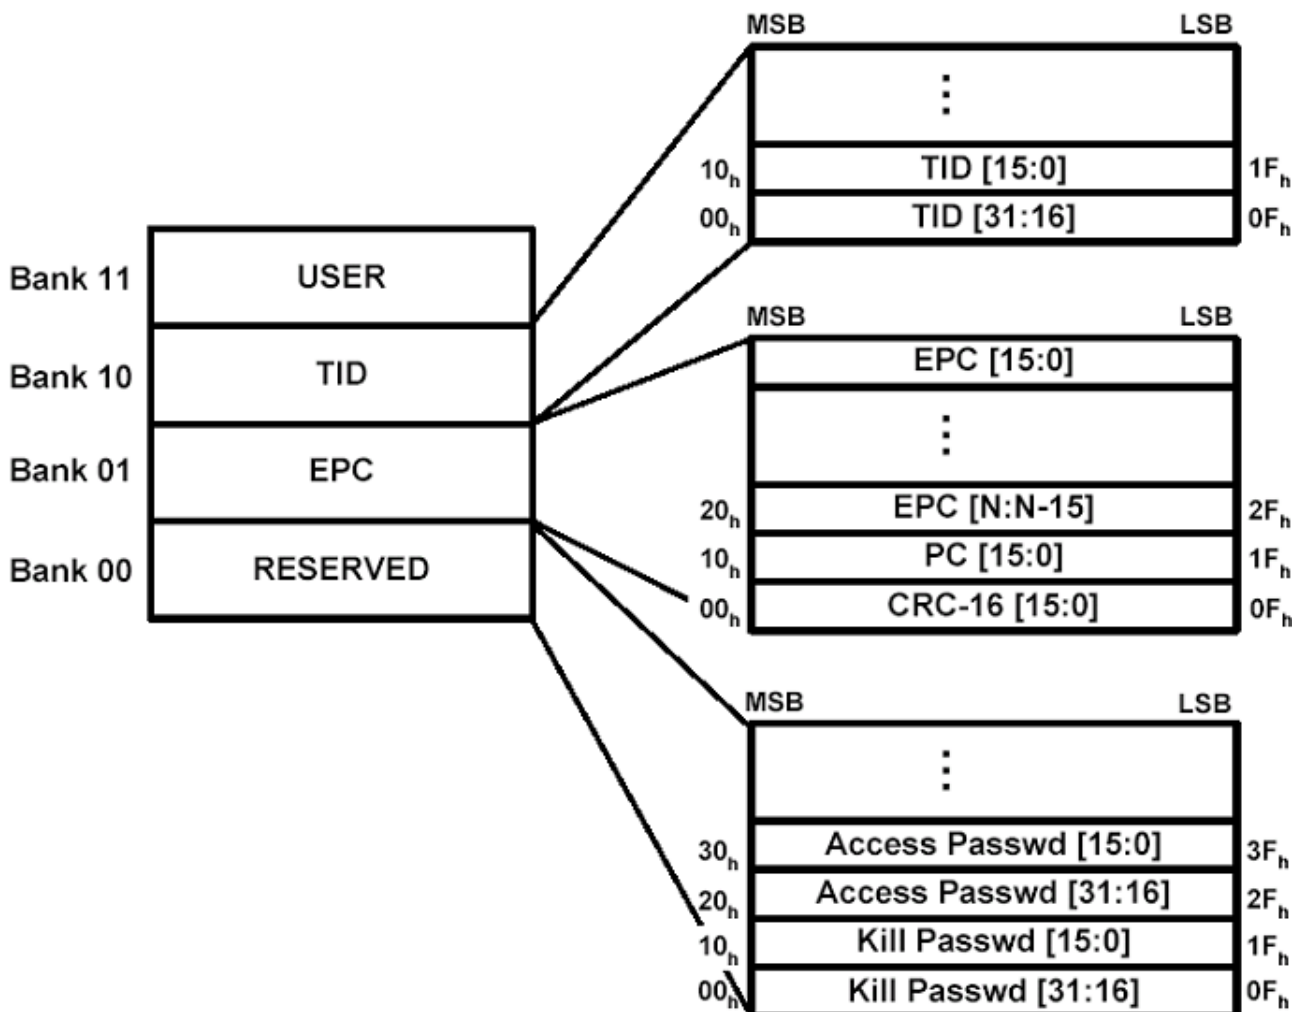 MSB LSB
⋮
10h TID [15:0] 1Fh
00h TID [31:16] 0Fh
Bank 11 USER
Bank 10 TID
Bank 01 EPC
Bank 00 RESERVED
MSB LSB
EPC [15:0]
⋮
20h EPC [N:N-15] 2Fh
10h PC [15:0] 1Fh
00h CRC-16 [15:0] 0Fh
MSB LSB
⋮
30h Access Passwd [15:0] 3Fh
20h Access Passwd [31:16] 2Fh
10h Kill Passwd [15:0] 1Fh
00h Kill Passwd [31:16] 0Fh